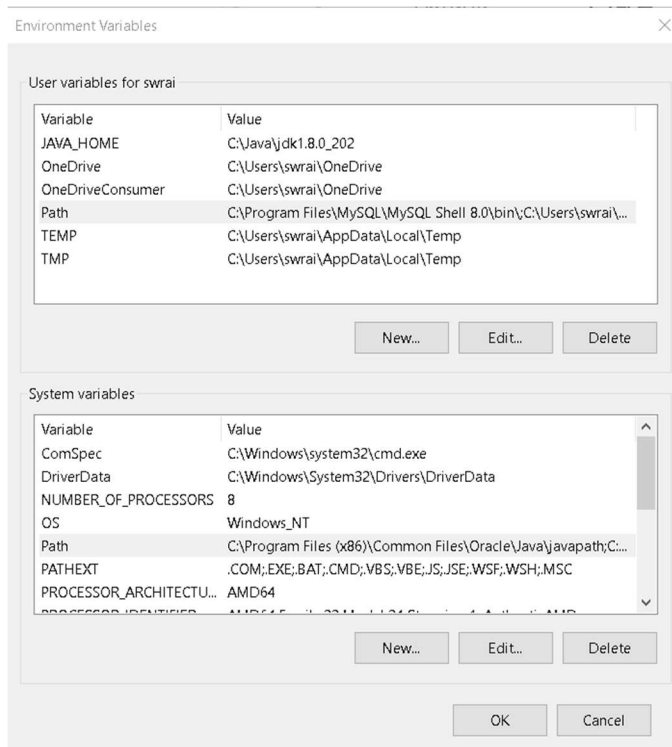 Environment Variables
User variables for swrai
Variable Value
JAVA_HOME C:\Java\jdk1.8.0_202
OneDrive C:\Users\swrai\OneDrive
OneDriveConsumer C:\Users\swrai\OneDrive
Path C:\Program Files\MySQL\MySQL Shell 8.0\bin\;C:\Users\swrai\...
TEMP C:\Users\swrai\AppData\Local\Temp
TMP C:\Users\swrai\AppData\Local\Temp
New... Edit... Delete
System variables
Variable Value
ComSpec C:\Windows\system32\cmd.exe
DriverData C:\Windows\System32\Drivers\DriverData
NUMBER_OF_PROCESSORS 8
OS Windows_NT
Path C:\Program Files (x86)\Common Files\Oracle\Java\javapath;C:...
PATHEXT .COM;.EXE;.BAT;.CMD;.VBS;.VBE;.JS;.JSE;.WSF;.WSH;.MSC
PROCESSOR_ARCHITECTU... AMD64
New... Edit... Delete
OK Cancel